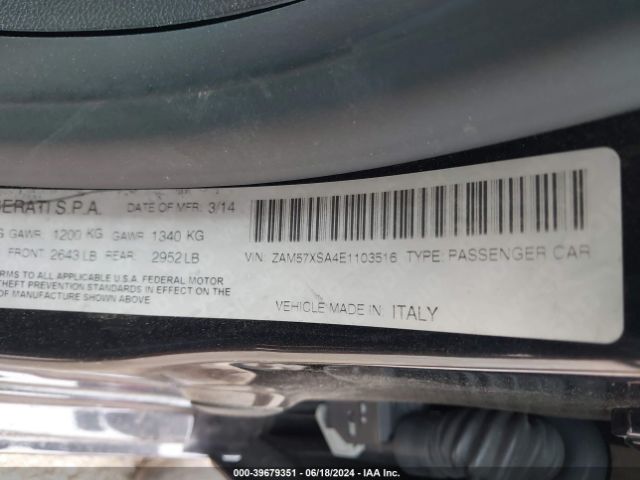 SERATI S.P.A. DATE OF MFR: 3/14
G GAWR: 1200 KG GAWR: 1340 KG
FRONT: 2643 LB REAR: 2952 LB
RMS TO ALL APPLICABLE U.S. FEDERAL MOTOR
HEFT PREVENTION STANDARDS IN EFFECT ON THE
OF MANUFACTURE SHOWN ABOVE.
VIN: ZAM57XSA4E1103516 TYPE: PASSENGER CAR
VEHICLE MADE IN: ITALY
000-39679351 | 06/18/2024 | IAA Inc.